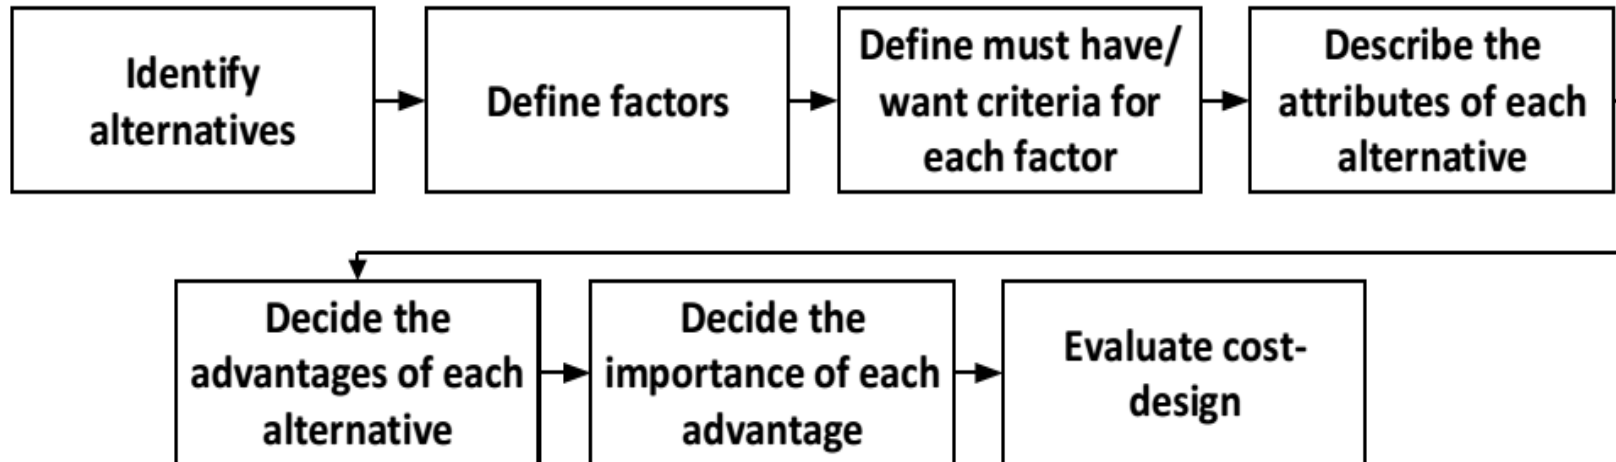 Identify
alternatives
Define factors
Define must have/
want criteria for
each factor
Describe the
attributes of each
alternative
Decide the
advantages of each
alternative
Decide the
importance of each
advantage
Evaluate cost-
design